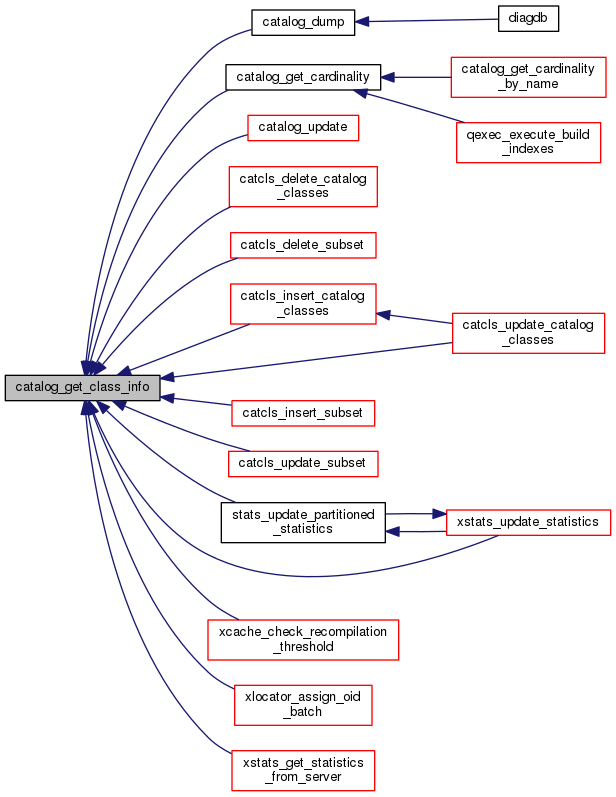 catalog_dump
diagdb
catalog_get_cardinality
catalog_get_cardinality
_by_name
qexec_execute_build
_indexes
catalog_update
catcls_delete_catalog
_classes
catcls_delete_subset
catcls_insert_catalog
_classes
catcls_update_catalog
_classes
catalog_get_class_info
catcls_insert_subset
catcls_update_subset
stats_update_partitioned
_statistics
xstats_update_statistics
xcache_check_recompilation
_threshold
xlocator_assign_oid
_batch
xstats_get_statistics
_from_server